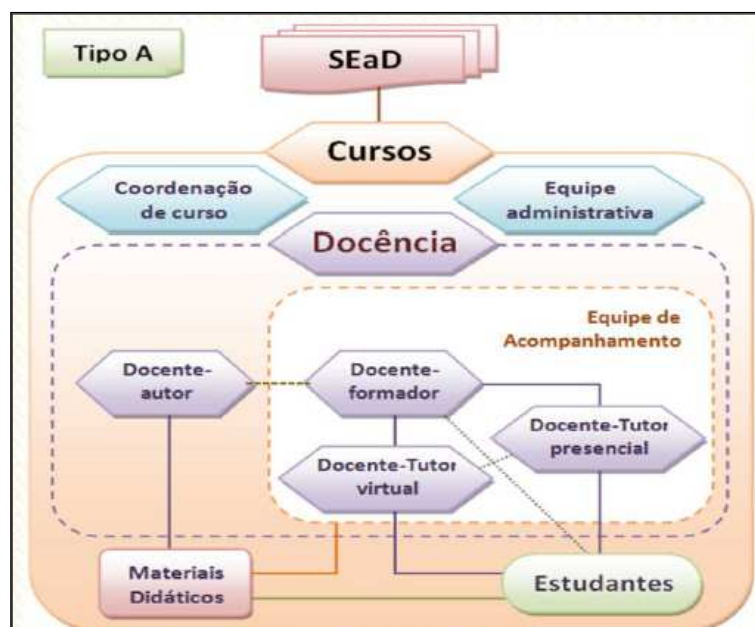 Tipo A
SEaD
Cursos
Coordenação
de curso
Equipe
administrativa
Docência
Equipe de
Acompanhamento
Docente-
autor
Docente-
formador
Docente-Tutor
presencial
Docente-Tutor
virtual
Materiais
Didáticos
Estudantes